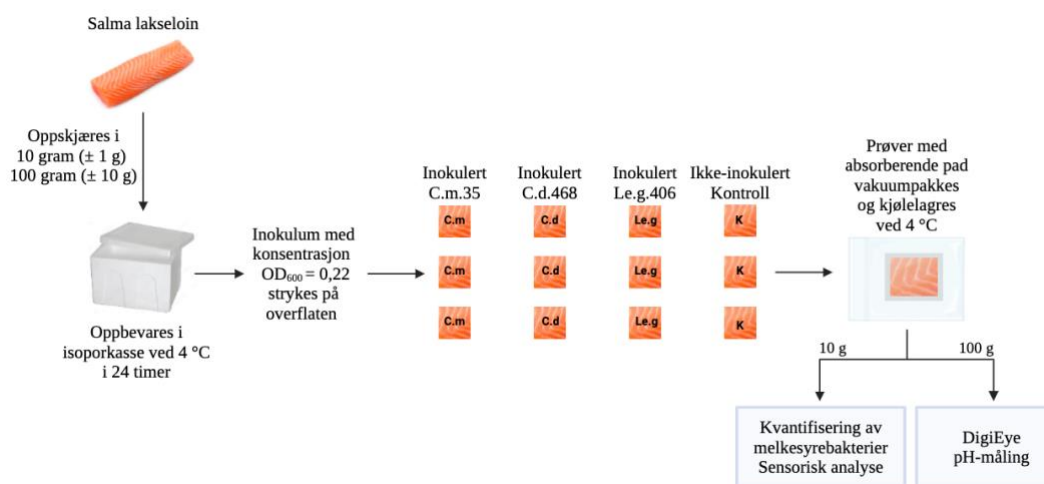 Salma lakseloin
Oppskjæres i
10 gram (± 1 g)
100 gram (± 10 g)
Oppbevares i
isoporkasse ved 4 °C
i 24 timer
Inokulum med
konsentrasjon
OD₆₀₀ = 0,22
strykes på
overflaten
Inokulert
C.m.35
Inokulert
C.d.468
Inokulert
Le.g.406
Ikke-inokulert
Kontroll
C.m
C.d
Le.g
K
C.m
C.d
Le.g
K
C.m
C.d
Le.g
K
Prøver med
absorberende pad
vakuumpakkes
og kjølelagres
ved 4 °C
10 g
100 g
Kvantifisering av
melkesyrebakterier
Sensorisk analyse
DigiEye
pH-måling